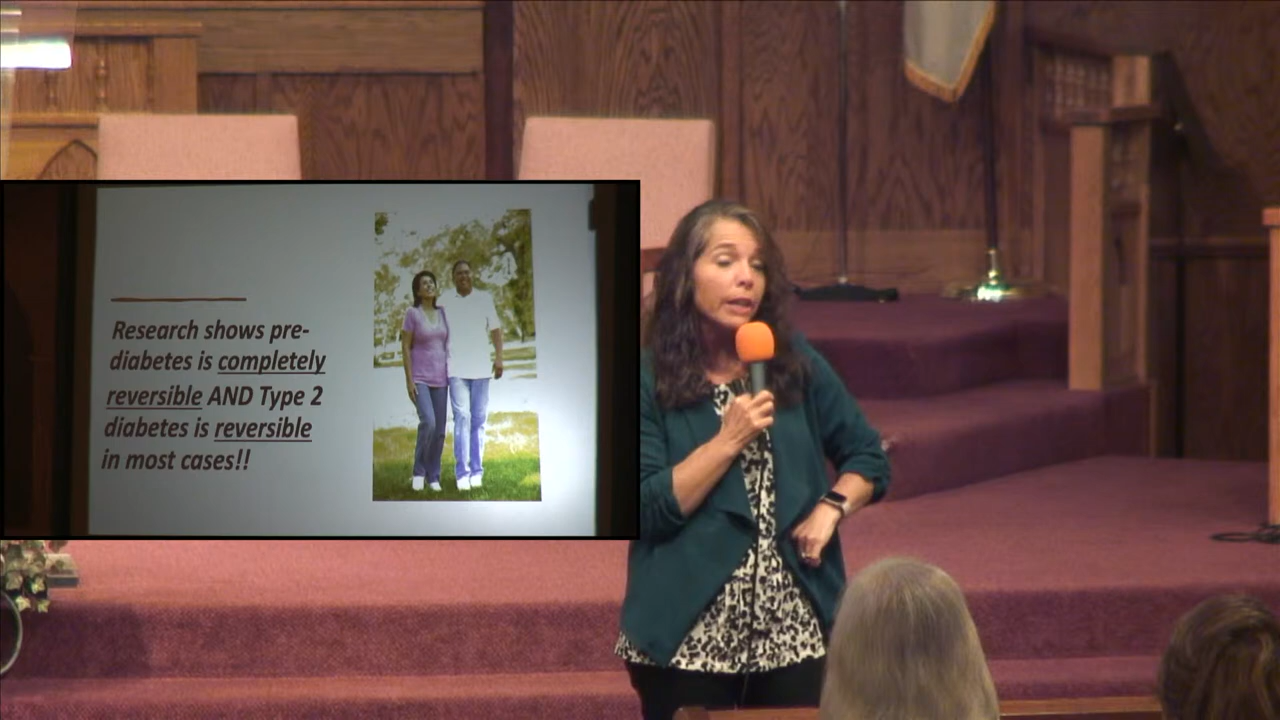 Research shows pre-
diabetes is completely
reversible AND Type 2
diabetes is reversible
in most cases!!